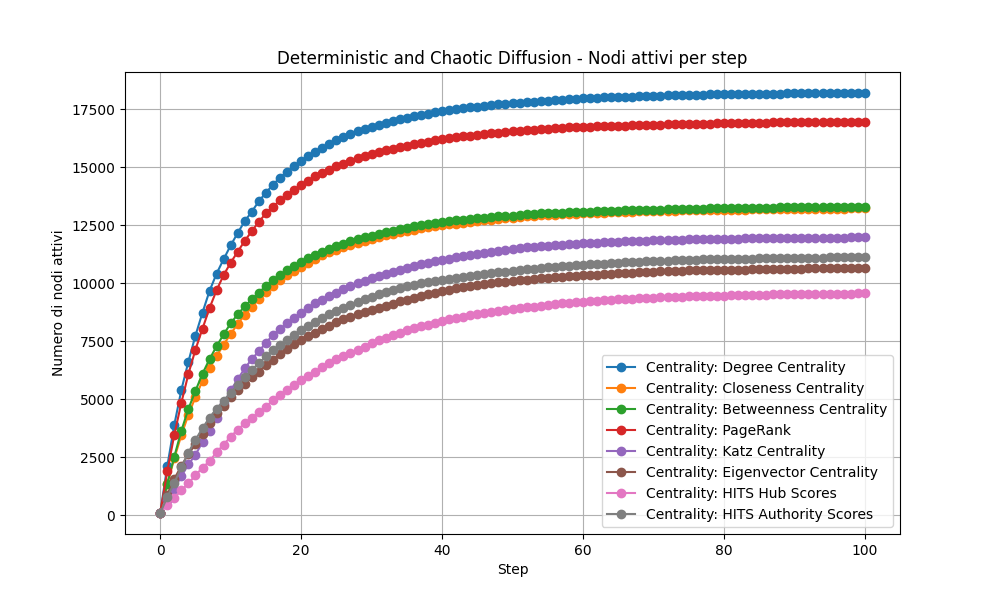 Deterministic and Chaotic Diffusion - Nodi attivi per step
Numero di nodi attivi
17500
15000
12500
10000
7500
5000
2500
0
0 20 40 60 80 100
Step
Centrality: Degree Centrality
Centrality: Closeness Centrality
Centrality: Betweenness Centrality
Centrality: PageRank
Centrality: Katz Centrality
Centrality: Eigenvector Centrality
Centrality: HITS Hub Scores
Centrality: HITS Authority Scores